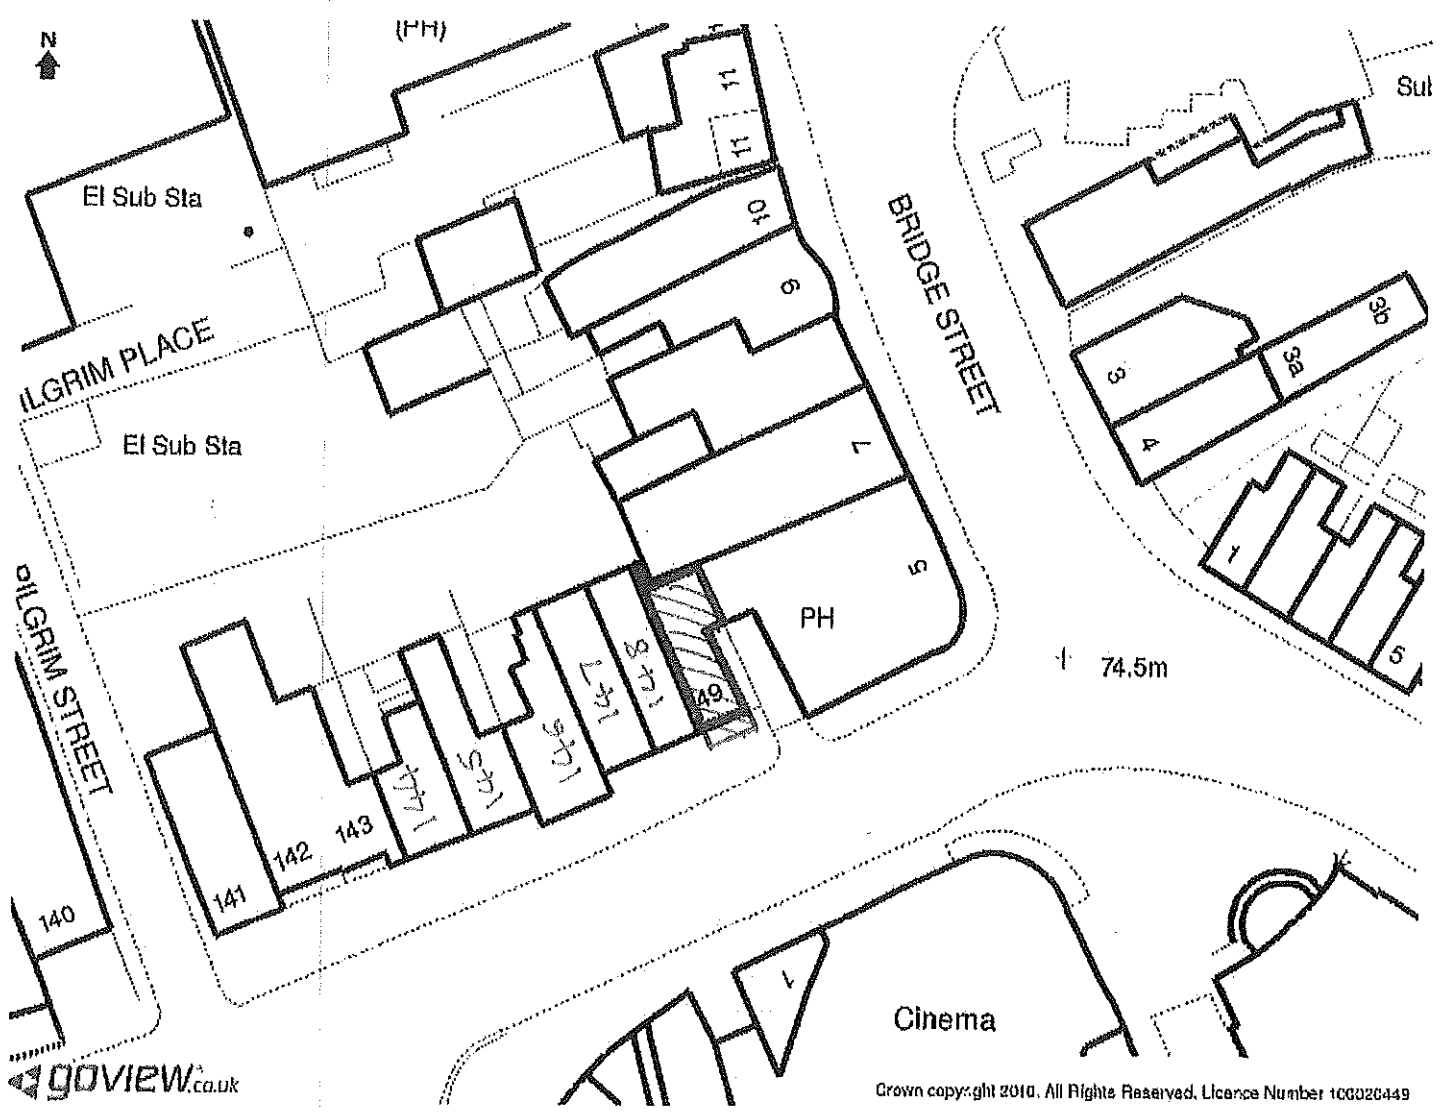 (PH)
N
11
Sub
El Sub Sta
11
10
BRIDGE STREET
9
3b
PILGRIM PLACE
3
3a
El Sub Sta
7
4
1
5
PILGRIM STREET
PH
148
147
5
74.5m
149
146
145
144
143
142
141
140
1
Cinema
goview.co.uk
Crown copyright 2010. All Rights Reserved. Licence Number 100020449